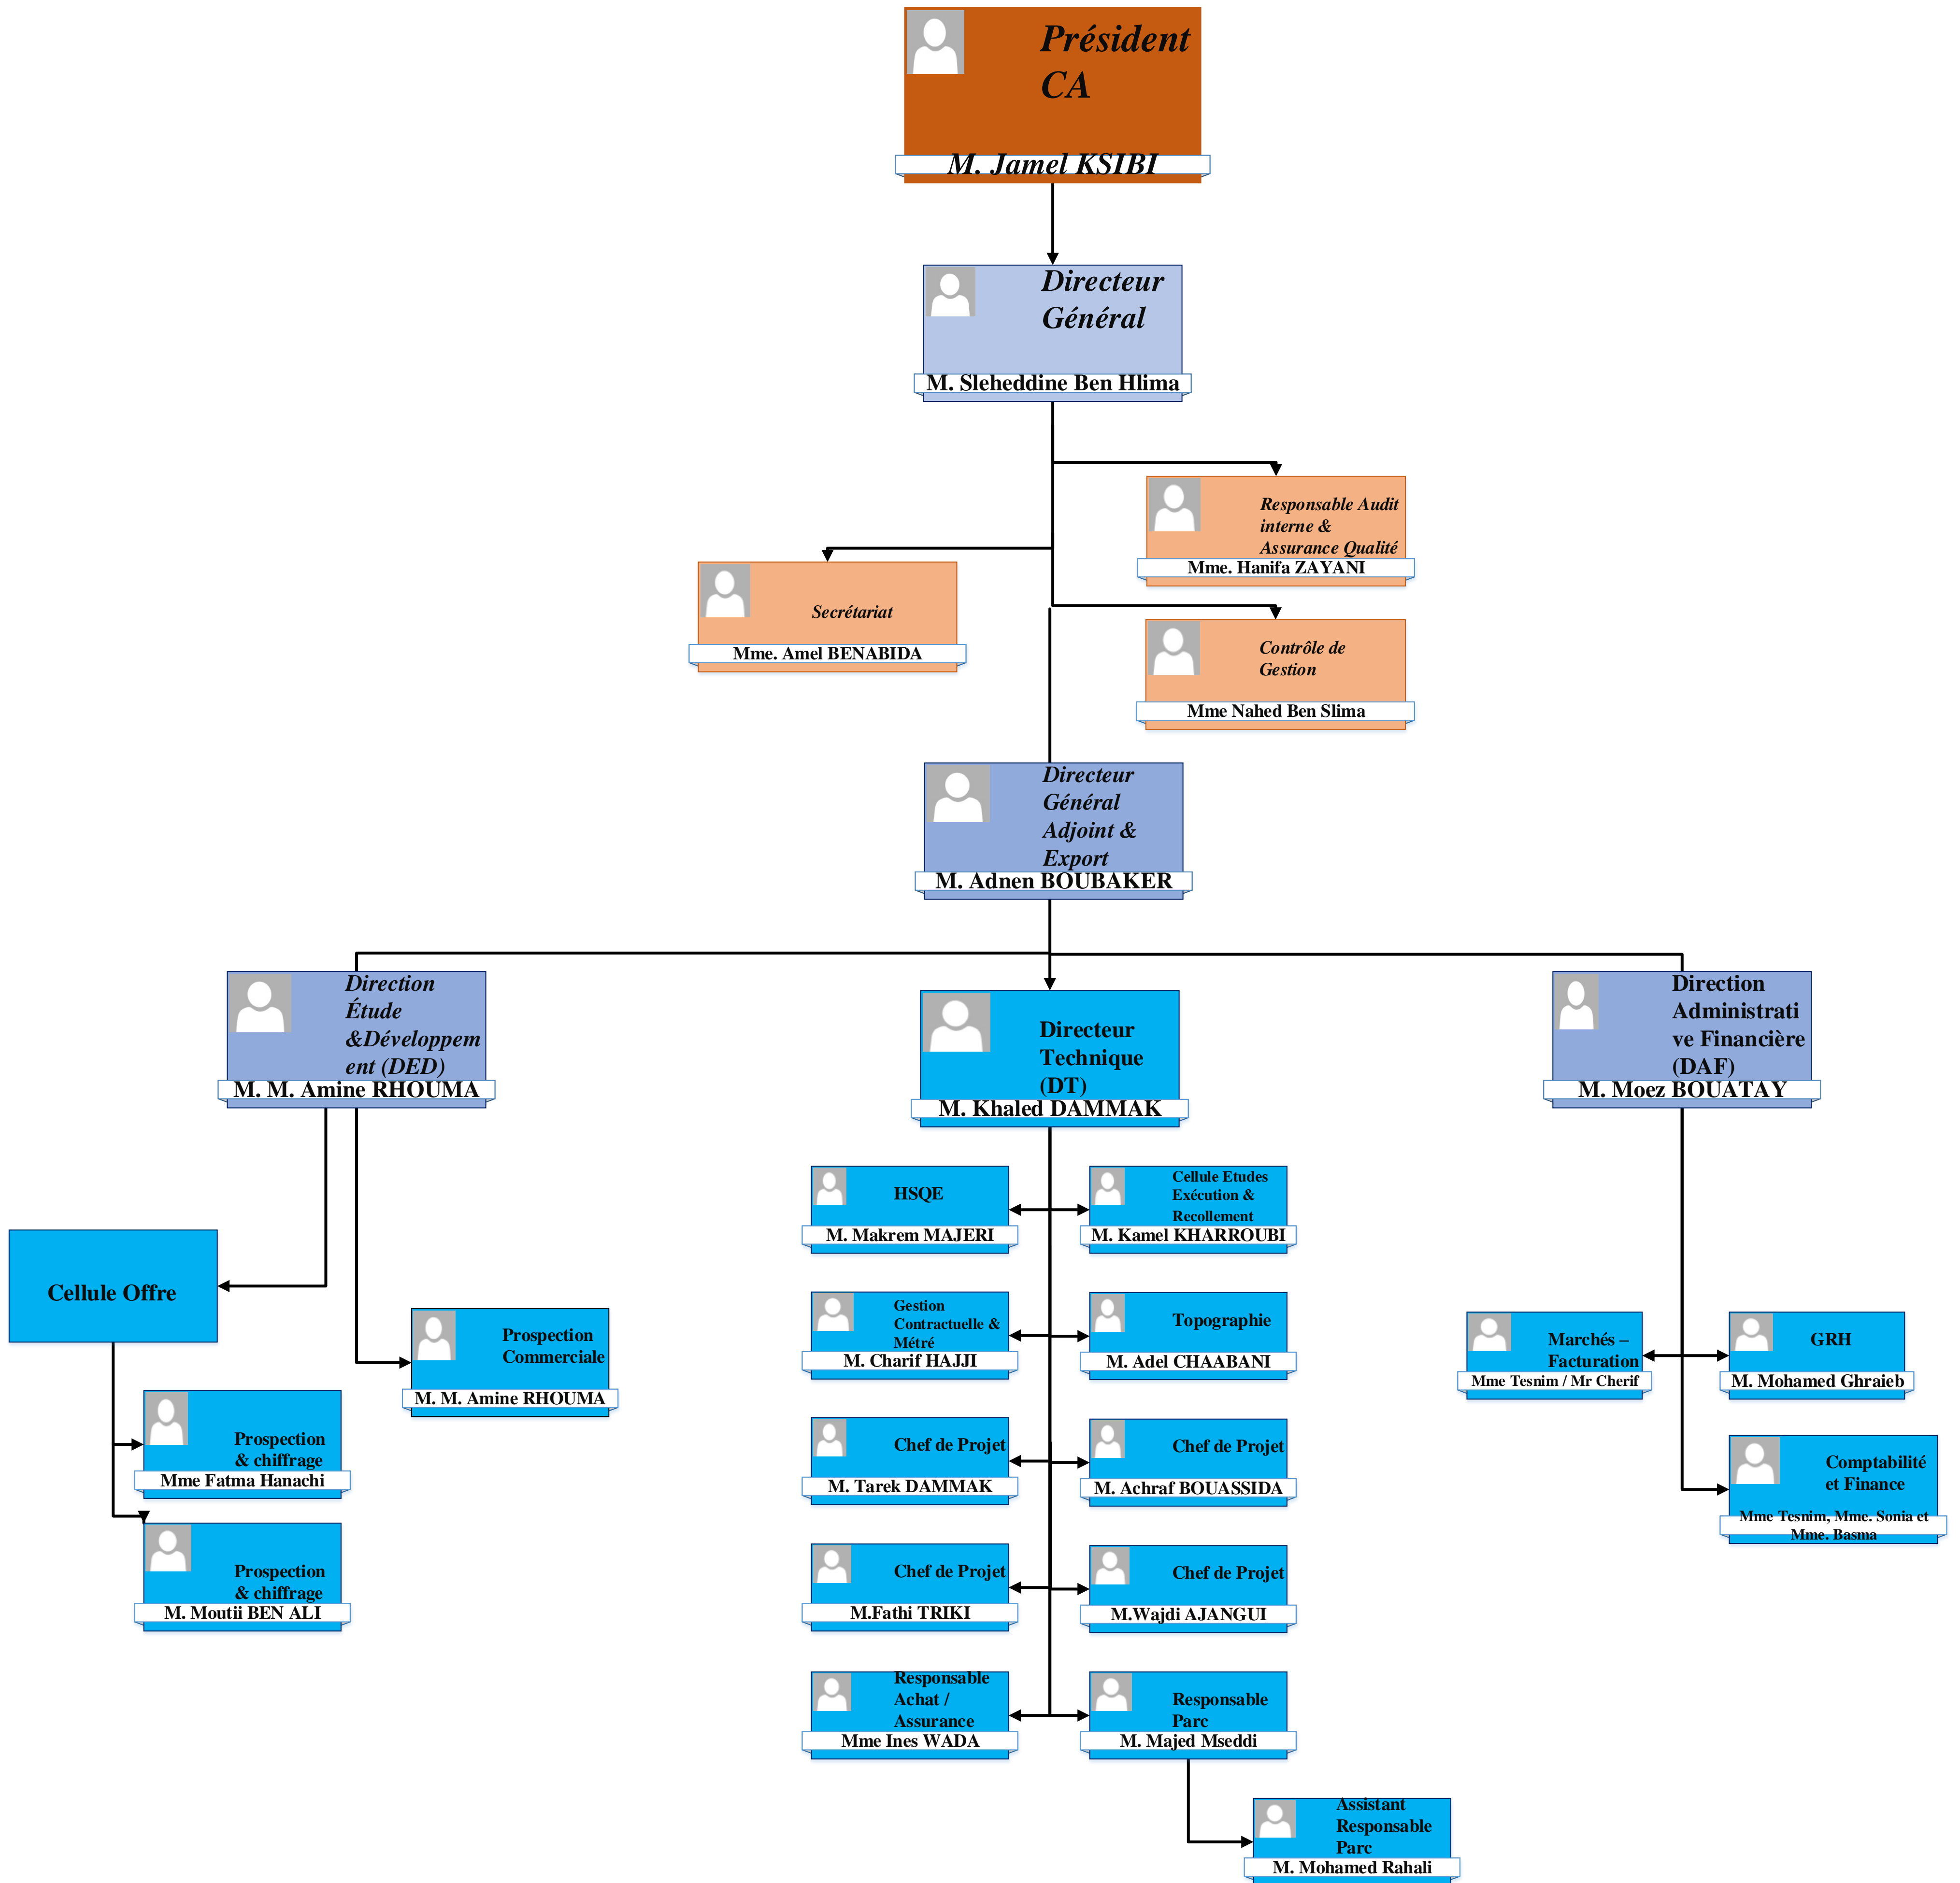 Président
CA
M. Jamel KSIBI
Directeur
Général
M. Sleheddine Ben Hlima
Responsable Audit
interne &
Assurance Qualité
Mme. Hanifa ZAYANI
Secrétariat
Mme. Amel BENABIDA
Contrôle de
Gestion
Mme Nahed Ben Slima
Directeur
Général
Adjoint &
Export
M. Adnen BOUBAKER
Direction
Étude
&Développem
ent (DED)
M. M. Amine RHOUMA
Directeur
Technique
(DT)
M. Khaled DAMMAK
Direction
Administrati
ve Financière
(DAF)
M. Moez BOUATAY
Cellule Offre
Prospection
Commerciale
M. M. Amine RHOUMA
Prospection
& chiffrage
Mme Fatma Hanachi
Prospection
& chiffrage
M. Moutii BEN ALI
HSQE
M. Makrem MAJERI
Cellule Etudes
Exécution &
Recollement
M. Kamel KHARROUBI
Gestion
Contractuelle &
Métré
M. Charif HAJJI
Topographie
M. Adel CHAABANI
Chef de Projet
M. Tarek DAMMAK
Chef de Projet
M. Achraf BOUASSIDA
Chef de Projet
M.Fathi TRIKI
Chef de Projet
M.Wajdi AJANGUI
Responsable
Achat /
Assurance
Mme Ines WADA
Responsable
Parc
M. Majed Mseddi
Assistant
Responsable
Parc
M. Mohamed Rahali
Marchés –
Facturation
Mme Tesnim / Mr Cherif
GRH
M. Mohamed Ghraieb
Comptabilité
et Finance
Mme Tesnim, Mme. Sonia et
Mme. Basma